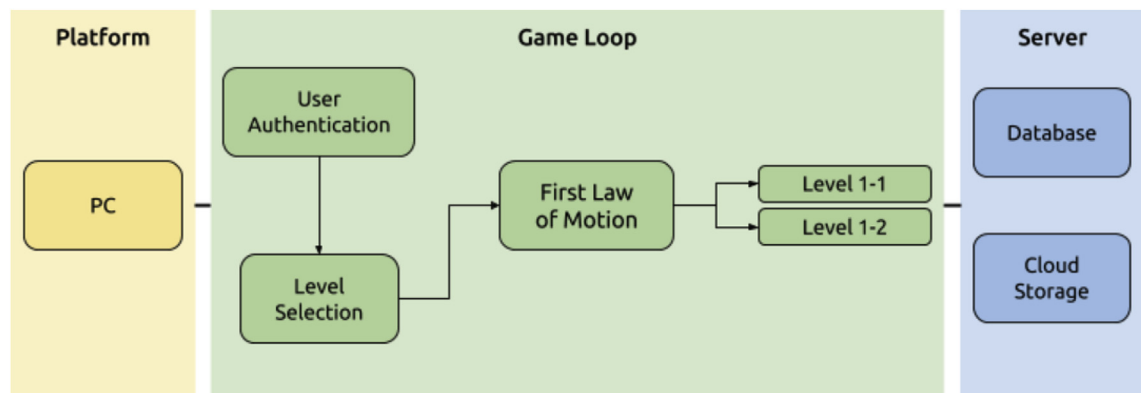 Platform
Game Loop
Server
PC
User
Authentication
Level
Selection
First Law
of Motion
Level 1-1
Level 1-2
Database
Cloud
Storage